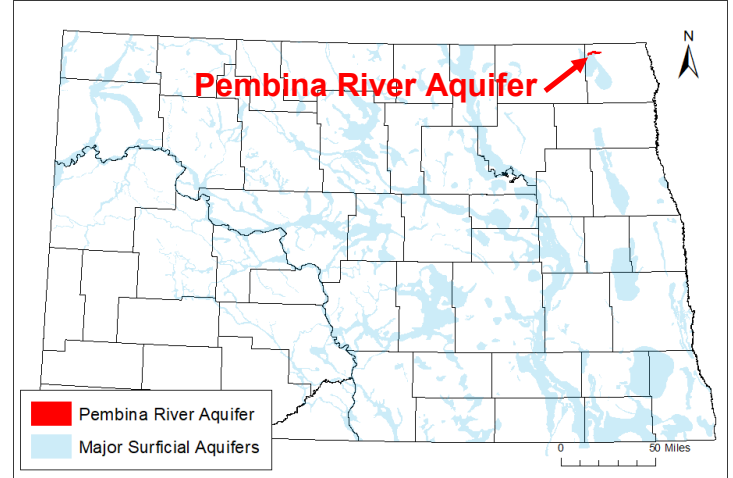 N
Pembina River Aquifer
Pembina River Aquifer
Major Surficial Aquifers
0 50 Miles